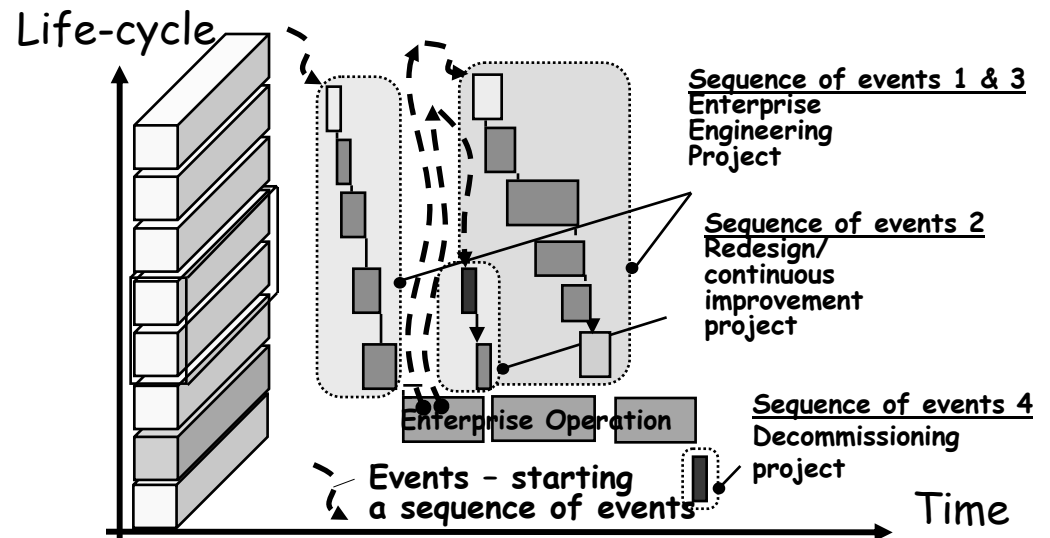 Life-cycle
Sequence of events 1 & 3
Enterprise
Engineering
Project
Sequence of events 2
Redesign/
continuous
improvement
project
Sequence of events 4
Decommissioning
project
Enterprise Operation
Events – starting
a sequence of events
Time